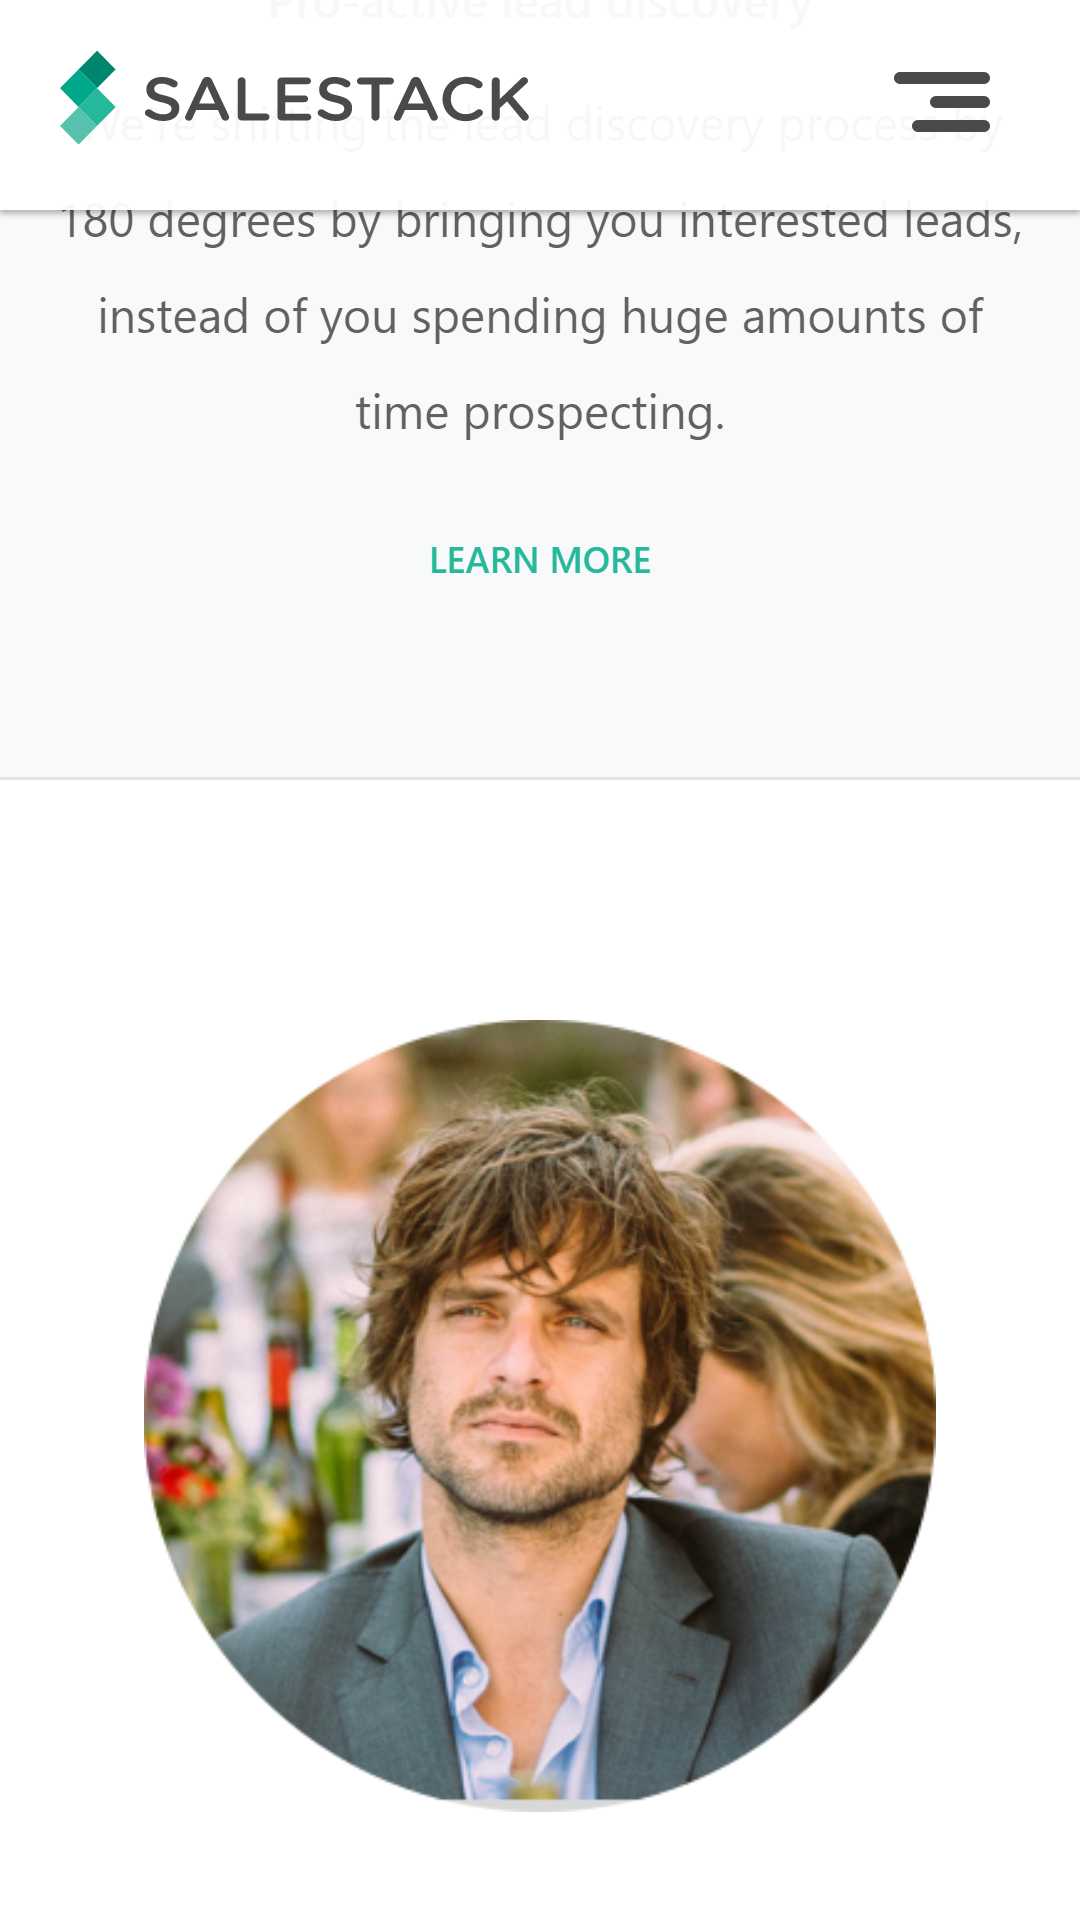 Pro-active lead discovery
SALESTACK
We're shifting the lead discovery process by
180 degrees by bringing you interested leads,
instead of you spending huge amounts of
time prospecting.
LEARN MORE